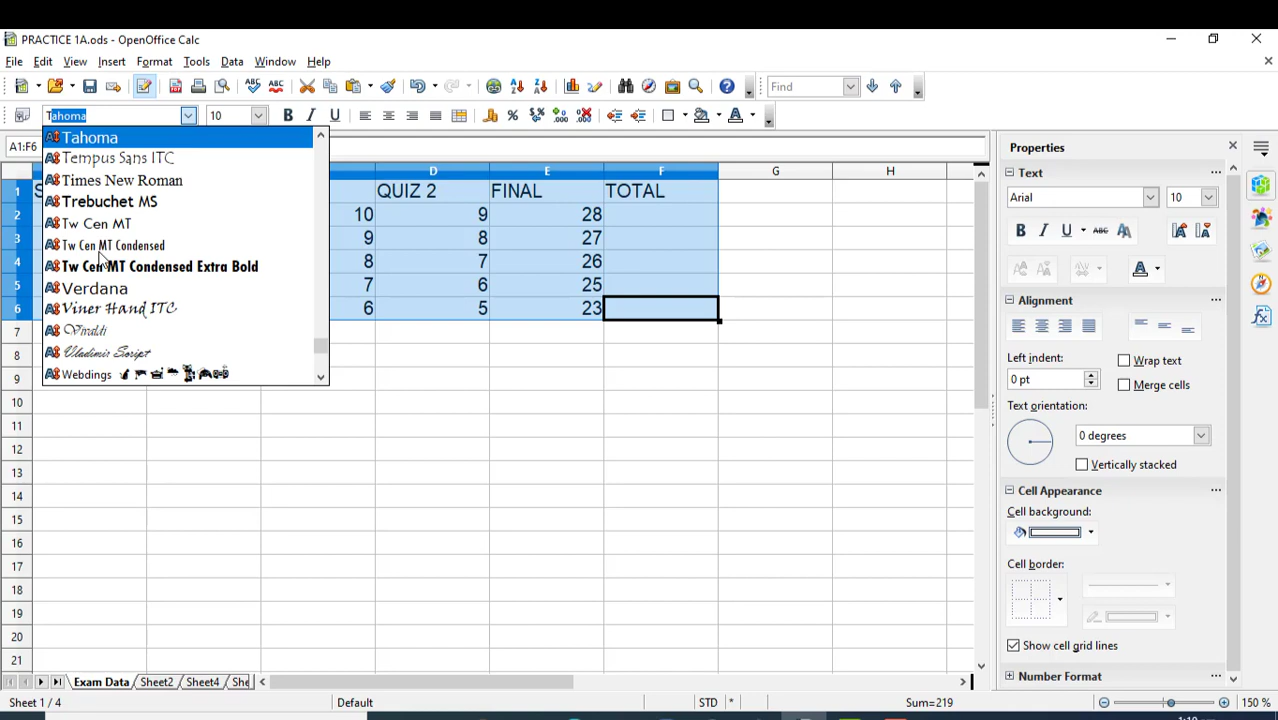 PRACTICE 1A.ods - OpenOffice Calc
File Edit View Insert Format Tools Data Window Help
Find
Tahoma 10 B I U
A1:F6
Tahoma
Tempus Sans ITC
Times New Roman
Trebuchet MS
Tw Cen MT
Tw Cen MT Condensed
Tw Cen MT Condensed Extra Bold
Verdana
Viner Hand ITC
Vivaldi
Vladimir Script
Webdings
D E F G H
1 S QUIZ 2 FINAL TOTAL
2 10 9 28
3 9 8 27
4 8 7 26
5 7 6 25
6 6 5 23
7
8
9
10
11
12
13
14
15
16
17
18
19
20
21
Properties
Text
Arial 10
B I U ABC
Alignment
Left indent:
0 pt
Wrap text
Merge cells
Text orientation:
0 degrees
Vertically stacked
Cell Appearance
Cell background:
Cell border:
Show cell grid lines
Number Format
Exam Data Sheet2 Sheet4 She
Sheet 1 / 4 Default STD * Sum=219 150 %